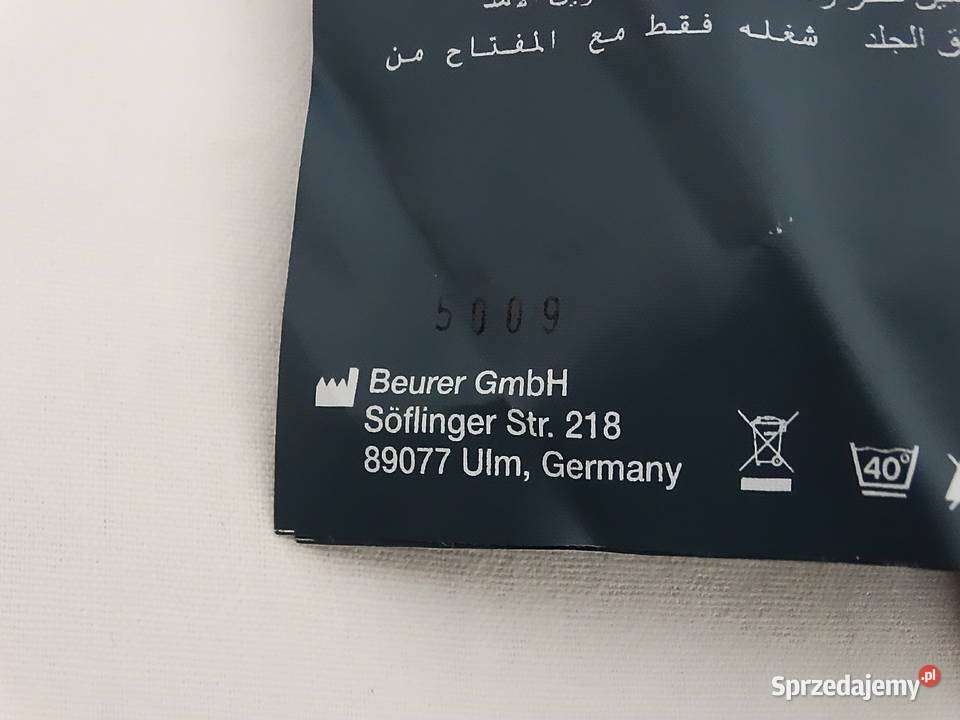 ق الجلد شغله فقط مع المفتاح من
5009
Beurer GmbH
Söflinger Str. 218
89077 Ulm, Germany
40°
Sprzedajemy.pl